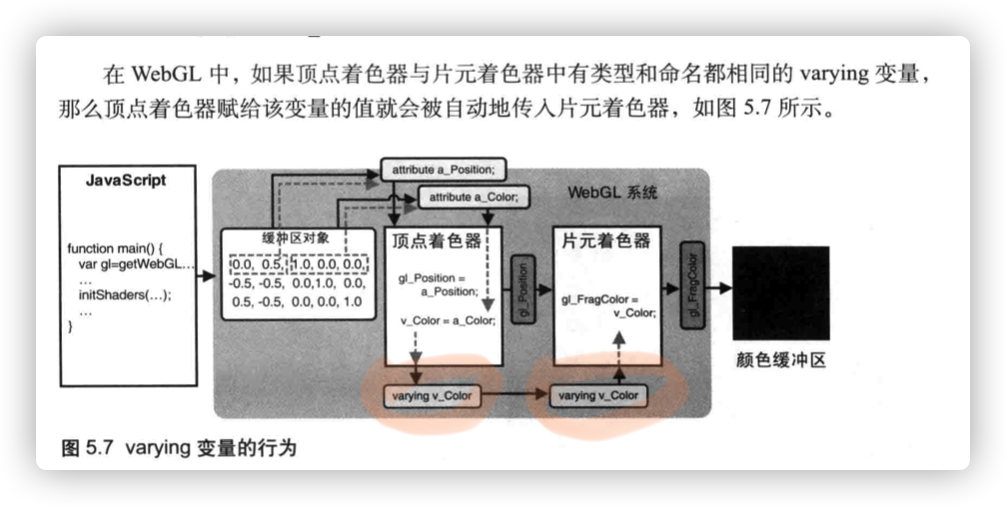 在 WebGL 中，如果顶点着色器与片元着色器中有类型和命名都相同的 varying 变量，
那么顶点着色器赋给该变量的值就会被自动地传入片元着色器，如图 5.7 所示。
attribute a_Position;
JavaScript
attribute a_Color;
WebGL 系统
缓冲区对象
顶点着色器
片元着色器
function main() {
var gl=getWebGL...
...
initShaders(...);
...
}
0.0, 0.5, 1.0, 0.0, 0.0,
-0.5, -0.5, 0.0,1.0, 0.0,
0.5, -0.5, 0.0, 0.0, 1.0
gl_Position =
a_Position;
v_Color = a_Color;
gl_Position
gl_FragColor =
v_Color;
gl_FragColor
颜色缓冲区
varying v_Color
varying v_Color
图 5.7 varying 变量的行为